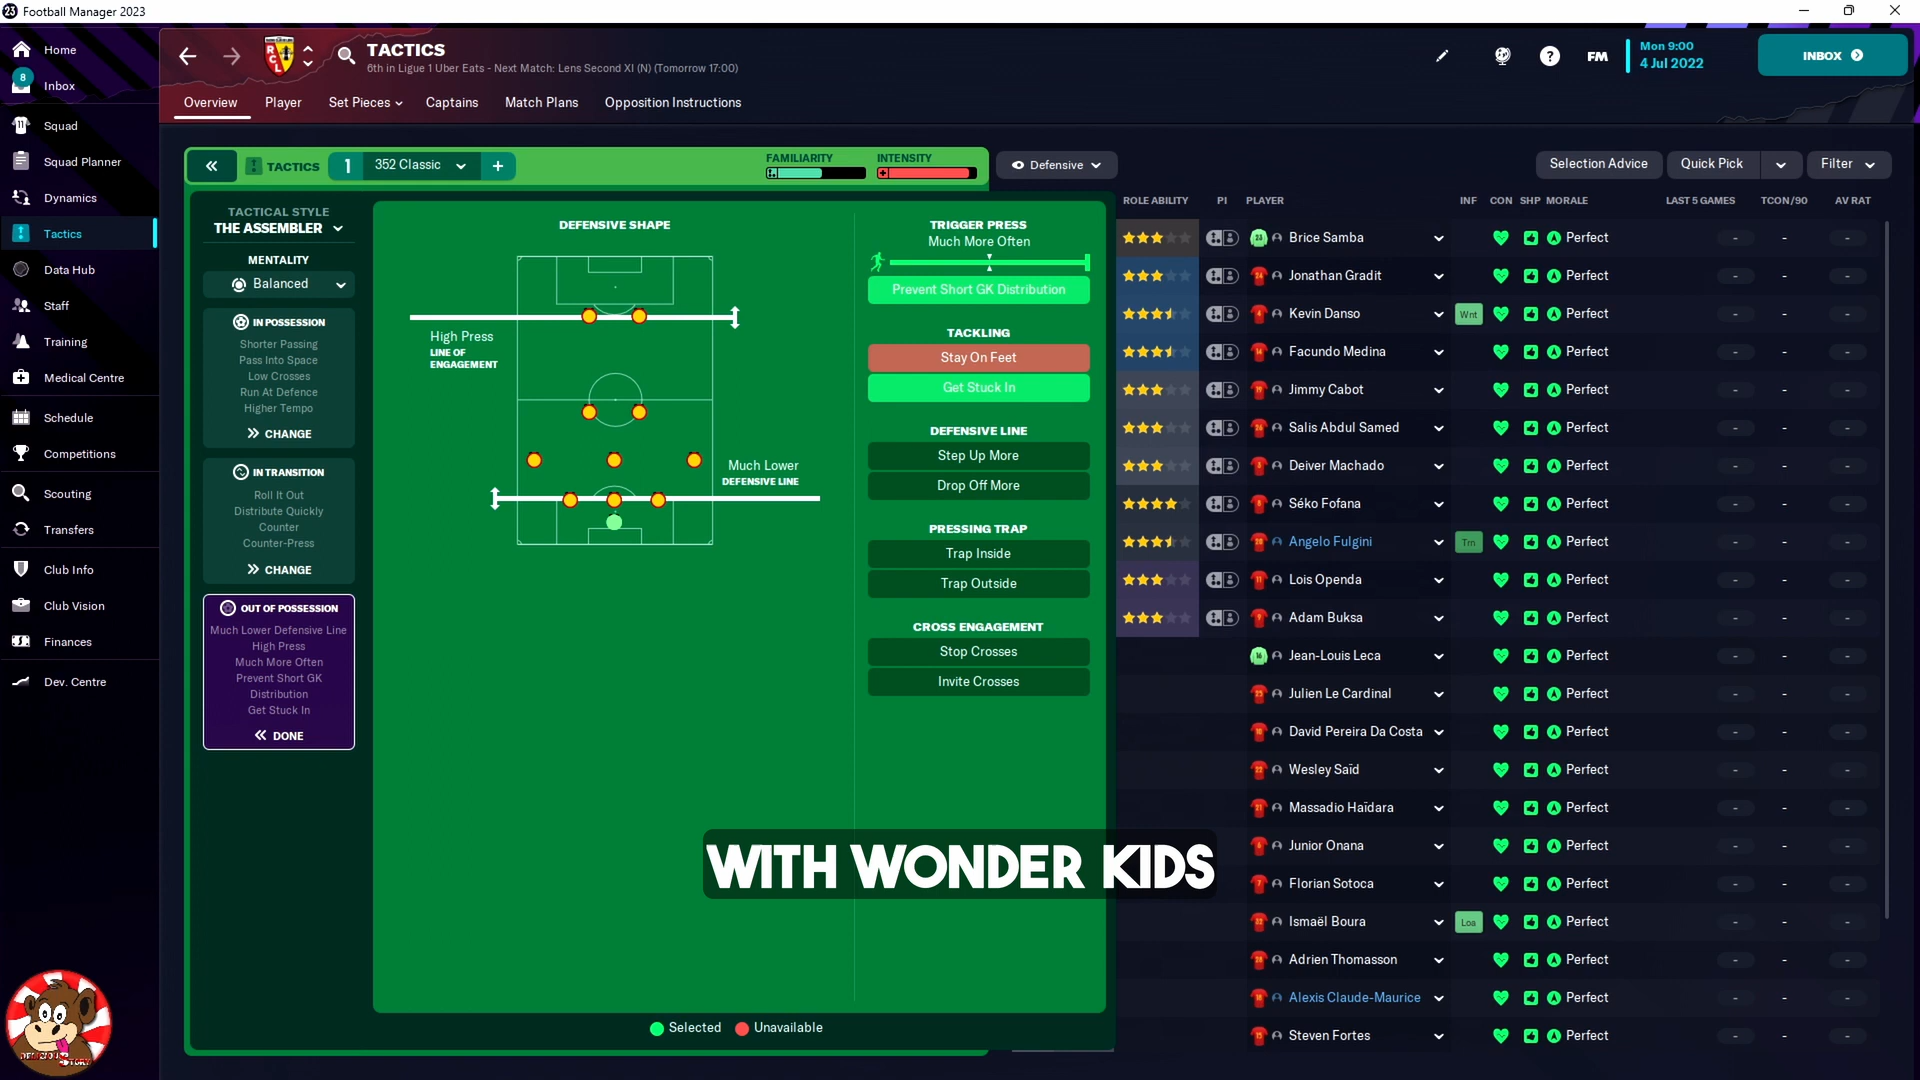 Football Manager 2023
Home
8
Inbox
Squad
Squad Planner
Dynamics
Tactics
Data Hub
Staff
Training
Medical Centre
Schedule
Competitions
Scouting
Transfers
Club Info
Club Vision
Finances
Dev. Centre
TACTICS
6th in Ligue 1 Uber Eats - Next Match: Lens Second XI (N) (Tomorrow 17:00)
FM
Mon 9:00
4 Jul 2022
INBOX
Overview
Player
Set Pieces
Captains
Match Plans
Opposition Instructions
TACTICS
1
352 Classic
+
FAMILIARITY
INTENSITY
Defensive
Selection Advice
Quick Pick
Filter
TACTICAL STYLE
THE ASSEMBLER
MENTALITY
Balanced
IN POSSESSION
Shorter Passing
Pass Into Space
Low Crosses
Run At Defence
Higher Tempo
CHANGE
IN TRANSITION
Roll It Out
Distribute Quickly
Counter
Counter-Press
CHANGE
OUT OF POSSESSION
Much Lower Defensive Line
High Press
Much More Often
Prevent Short GK
Distribution
Get Stuck In
DONE
DEFENSIVE SHAPE
High Press
LINE OF
ENGAGEMENT
Much Lower
DEFENSIVE LINE
TRIGGER PRESS
Much More Often
Prevent Short GK Distribution
TACKLING
Stay On Feet
Get Stuck In
DEFENSIVE LINE
Step Up More
Drop Off More
PRESSING TRAP
Trap Inside
Trap Outside
CROSS ENGAGEMENT
Stop Crosses
Invite Crosses
Selected
Unavailable
ROLE ABILITY PI PLAYER INF CON SHP MORALE LAST 5 GAMES TCON/90 AV RAT
Brice Samba Perfect - - -
Jonathan Gradit Perfect - - -
Kevin Danso Wnt Perfect - - -
Facundo Medina Perfect - - -
Jimmy Cabot Perfect - - -
Salis Abdul Samed Perfect - - -
Deiver Machado Perfect - - -
Séko Fofana Perfect - - -
Angelo Fulgini Trn Perfect - - -
Lois Openda Perfect - - -
Adam Buksa Perfect - - -
Jean-Louis Leca Perfect - - -
Julien Le Cardinal Perfect - - -
David Pereira Da Costa Perfect - - -
Wesley Saïd Perfect - - -
Massadio Haïdara Perfect - - -
Junior Onana Perfect - - -
Florian Sotoca Perfect - - -
Ismaël Boura Loa Perfect - - -
Adrien Thomasson Perfect - - -
Alexis Claude-Maurice Perfect - - -
Steven Fortes Perfect - - -
WITH WONDER KIDS